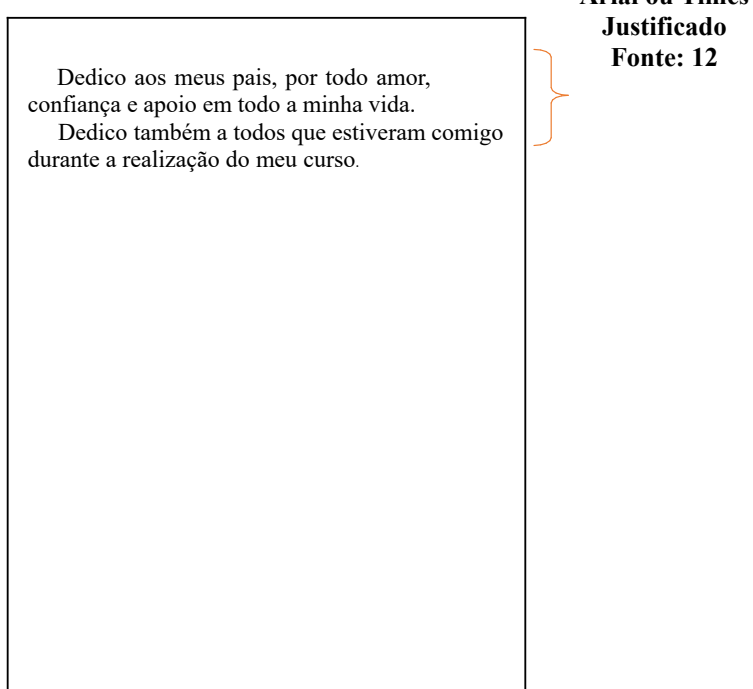 Justificado
Fonte: 12
Dedico aos meus pais, por todo amor,
confiança e apoio em todo a minha vida.
Dedico também a todos que estiveram comigo
durante a realização do meu curso.